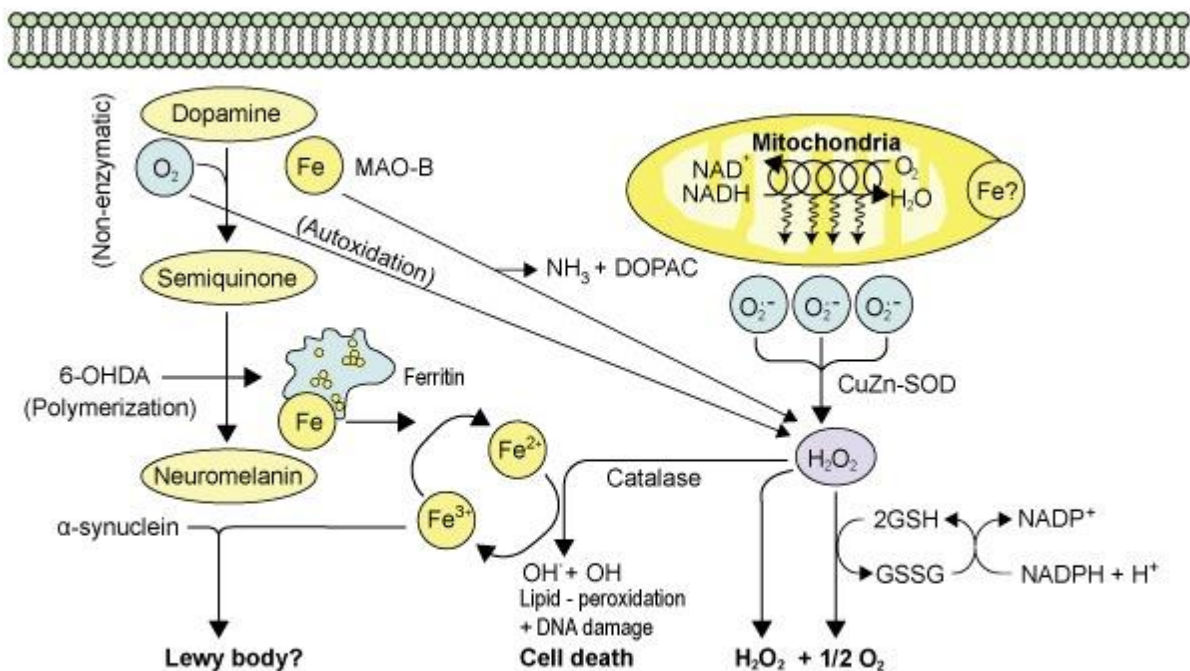 Dopamine
(Non-enzymatic)
O₂
Fe
MAO-B
(Autoxidation)
NH₃ + DOPAC
Mitochondria
NAD⁺
NADH
O₂
H₂O
Fe?
Semiquinone
O₂·⁻
O₂·⁻
O₂·⁻
CuZn-SOD
6-OHDA
(Polymerization)
Ferritin
Fe
Neuromelanin
Fe²⁺
Fe³⁺
α-synuclein
H₂O₂
Catalase
2GSH
NADP⁺
GSSG
NADPH + H⁺
OH· + OH
Lipid - peroxidation
+ DNA damage
Lewy body?
Cell death
H₂O₂ + 1/2 O₂